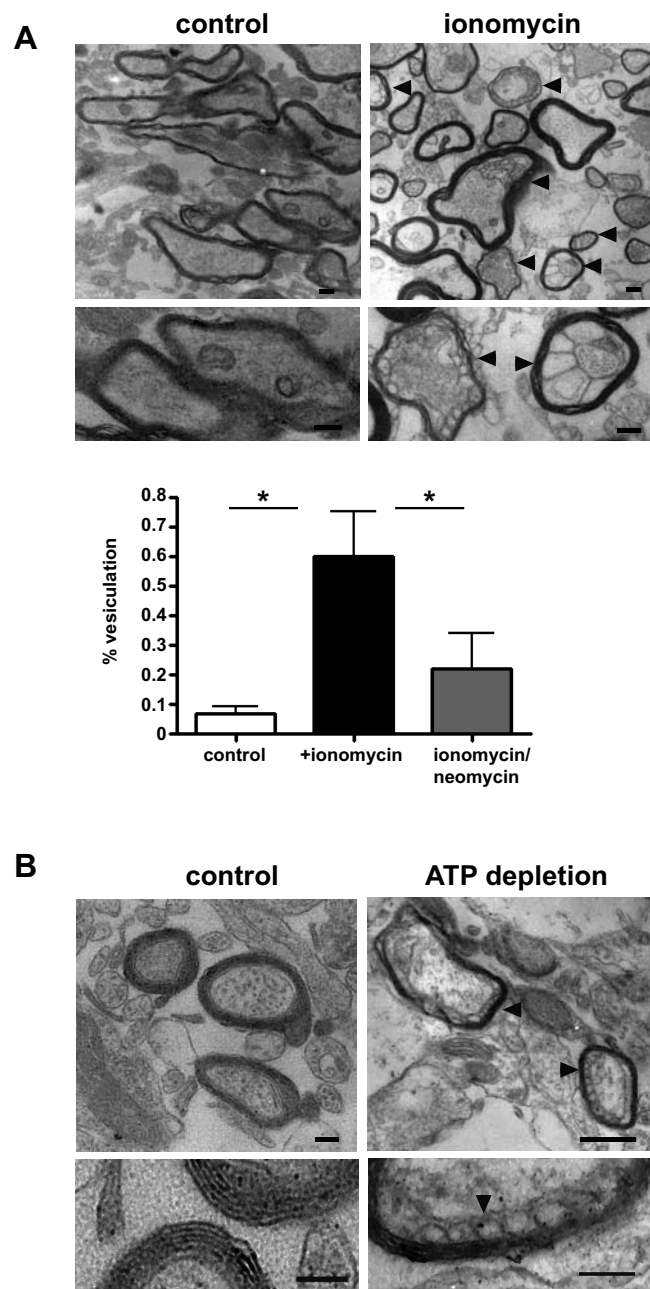 A
control
ionomycin
% vesiculation
0.8
0.7
0.6
0.5
0.4
0.3
0.2
0.1
0
*
*
control
+ionomycin
ionomycin/
neomycin
B
control
ATP depletion